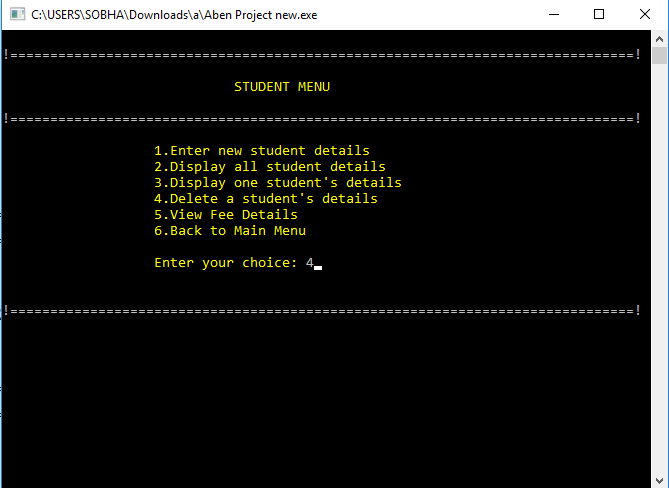 C:\USERS\SOBHA\Downloads\a\Aben Project new.exe
!==============================================================================!
STUDENT MENU
!==============================================================================!
1.Enter new student details
2.Display all student details
3.Display one student's details
4.Delete a student's details
5.View Fee Details
6.Back to Main Menu
Enter your choice: 4
!==============================================================================!